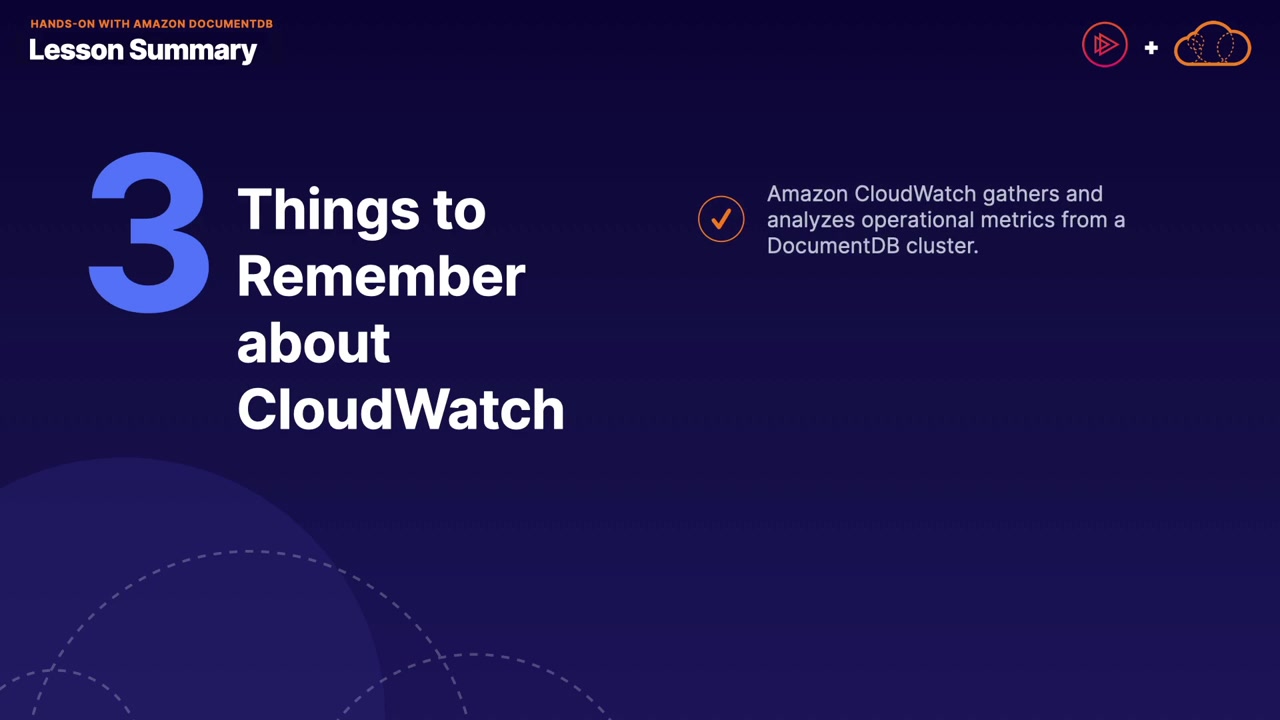 HANDS-ON WITH AMAZON DOCUMENTDB
Lesson Summary
+
3
Things to
Remember
about
CloudWatch
Amazon CloudWatch gathers and
analyzes operational metrics from a
DocumentDB cluster.